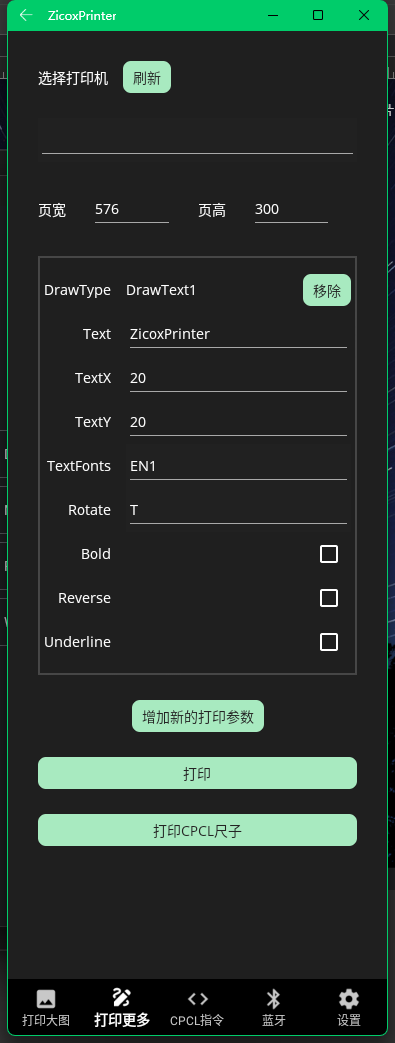 ZicoxPrinter
选择打印机 刷新
页宽 576 页高 300
DrawType DrawText1 移除
Text ZicoxPrinter
TextX 20
TextY 20
TextFonts EN1
Rotate T
Bold
Reverse
Underline
增加新的打印参数
打印
打印CPCL尺子
打印大图 打印更多 CPCL指令 蓝牙 设置